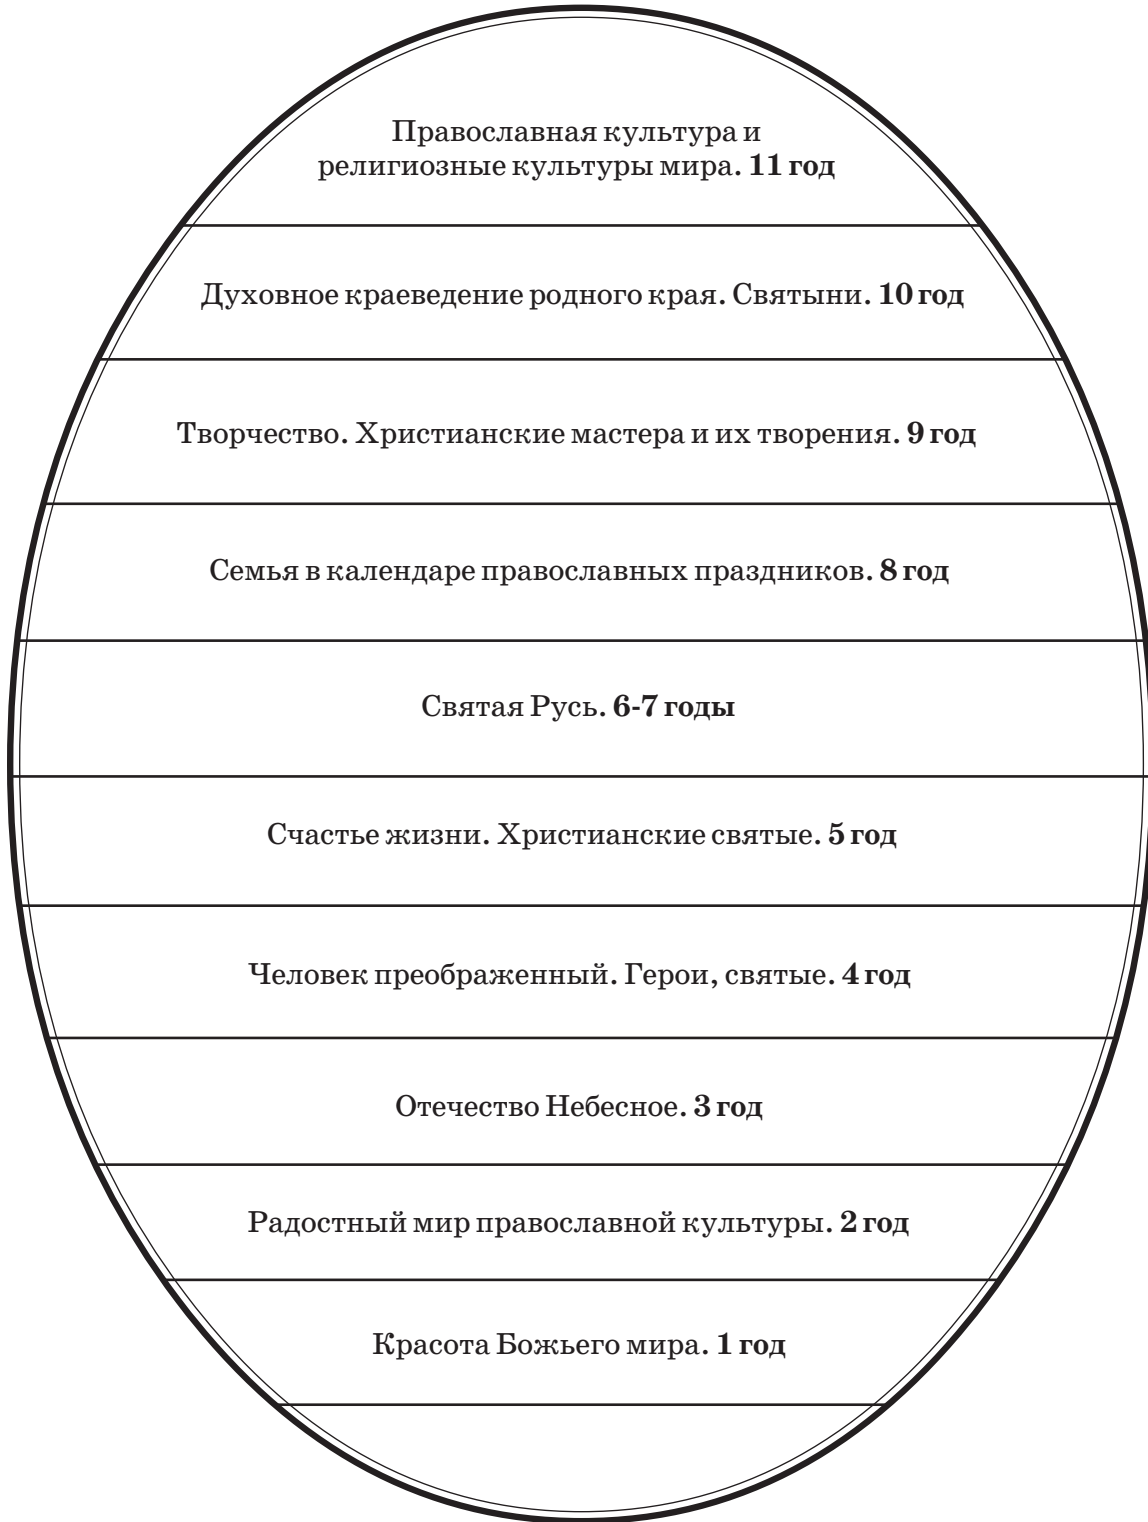 Православная культура и
религиозные культуры мира. 11 год
Духовное краеведение родного края. Святыни. 10 год
Творчество. Христианские мастера и их творения. 9 год
Семья в календаре православных праздников. 8 год
Святая Русь. 6-7 годы
Счастье жизни. Христианские святые. 5 год
Человек преображенный. Герои, святые. 4 год
Отечество Небесное. 3 год
Радостный мир православной культуры. 2 год
Красота Божьего мира. 1 год